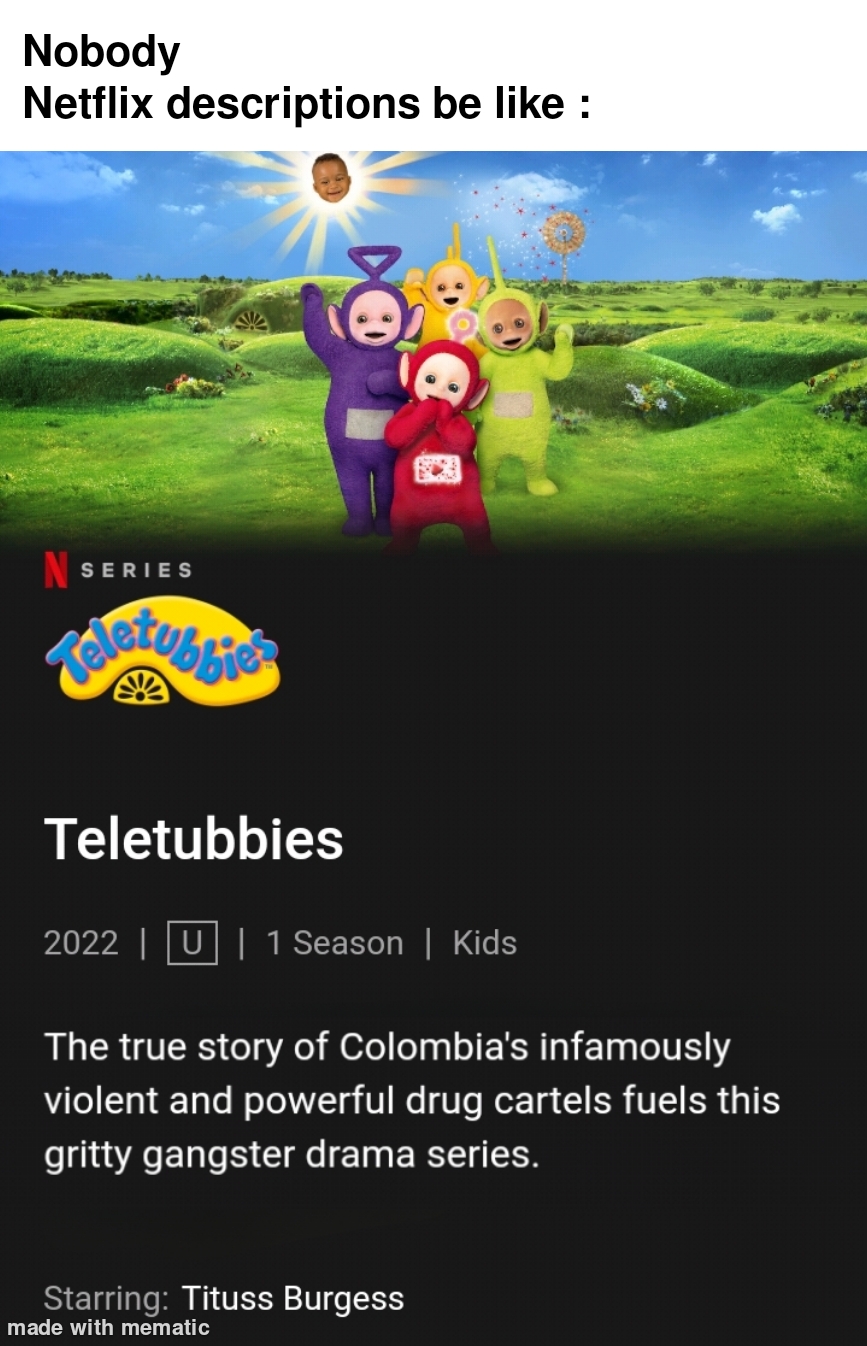 Nobody
Netflix descriptions be like :
N SERIES
Teletubbies™
Teletubbies
2022 | U | 1 Season | Kids
The true story of Colombia's infamously
violent and powerful drug cartels fuels this
gritty gangster drama series.
Starring: Tituss Burgess
made with mematic